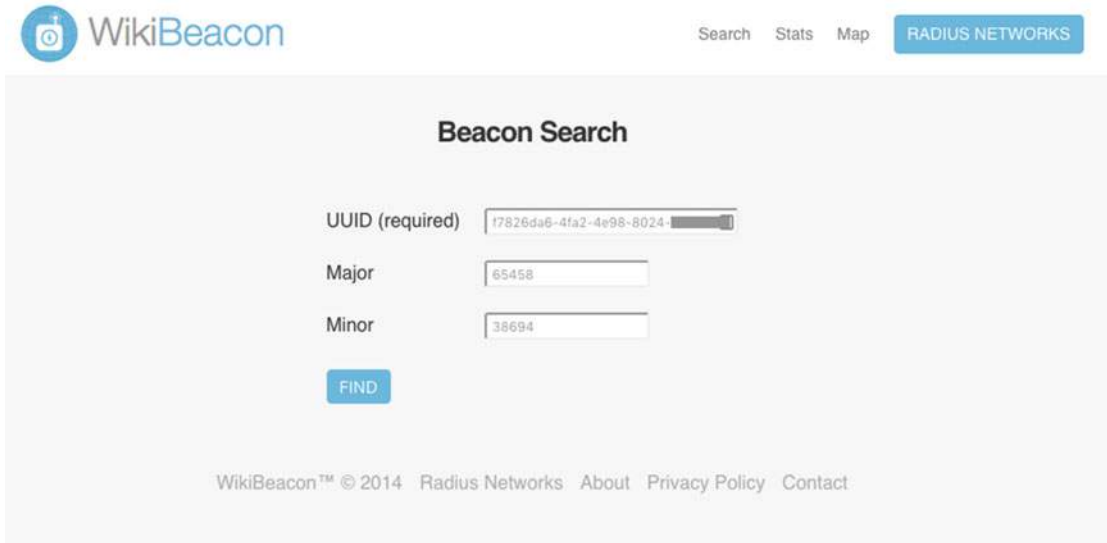 WikiBeacon
Search Stats Map RADIUS NETWORKS
Beacon Search
UUID (required) f7826da6-4fa2-4e98-8024-
Major 65458
Minor 38694
FIND
WikiBeacon™ © 2014 Radius Networks About Privacy Policy Contact